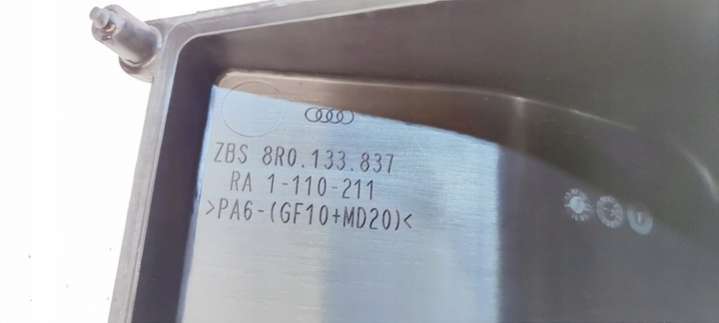 ZBS 8R0.133.837
RA 1-110-211
>PA6-(GF10+MD20)<